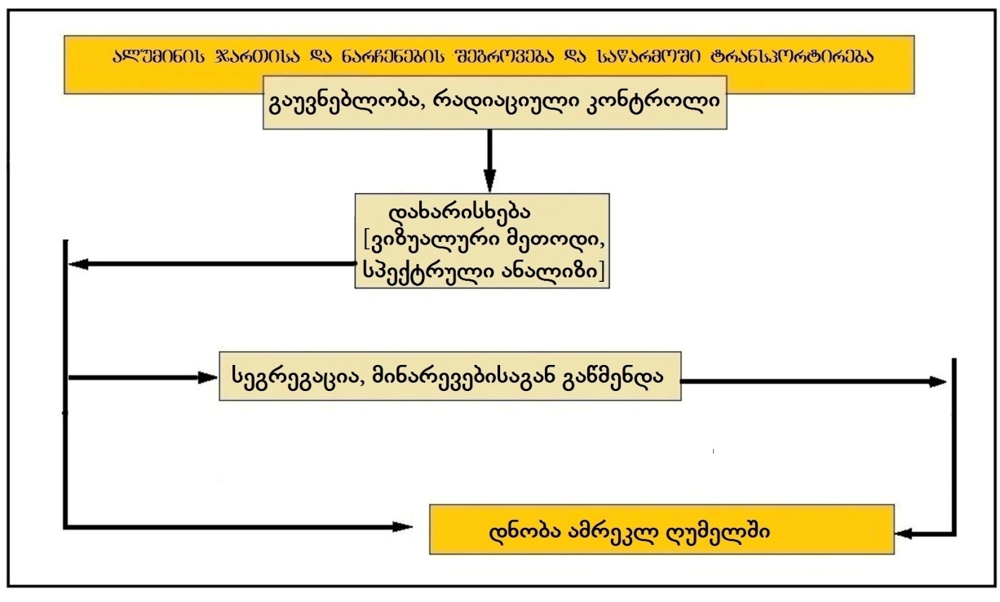 ალუმინის ჯართისა და ნარჩენების შეგროვება და საწარმოში ტრანსპორტირება
გაუვნებლობა, რადიაციული კონტროლი
დახარისხება
[ვიზუალური მეთოდი,
სპექტრული ანალიზი]
სეგრეგაცია, მინარევებისაგან გაწმენდა
დნობა ამრეკლ ღუმელში